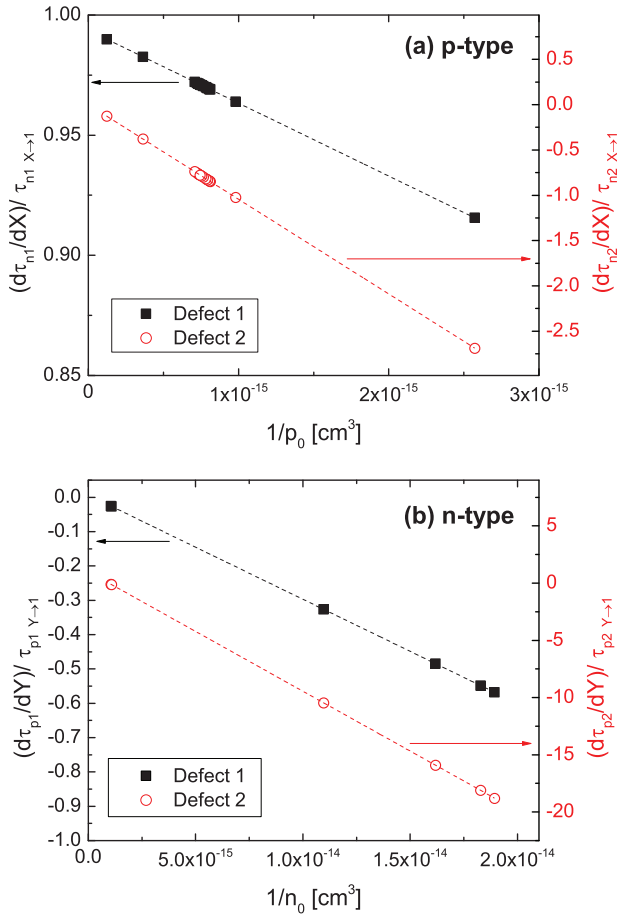 (a) p-type
1.00
0.95
0.90
0.85
(dτn1/dX)/ τn1 X→1
0.5
0.0
-0.5
-1.0
-1.5
-2.0
-2.5
(dτn2/dX)/ τn2 X→1
Defect 1
Defect 2
0 1x10-15 2x10-15 3x10-15
1/p0 [cm3]
(b) n-type
0.0
-0.1
-0.2
-0.3
-0.4
-0.5
-0.6
-0.7
-0.8
-0.9
-1.0
(dτp1/dY)/ τp1 Y→1
5
0
-5
-10
-15
-20
(dτp2/dY)/ τp2 Y→1
Defect 1
Defect 2
0.0 5.0x10-15 1.0x10-14 1.5x10-14 2.0x10-14
1/n0 [cm3]